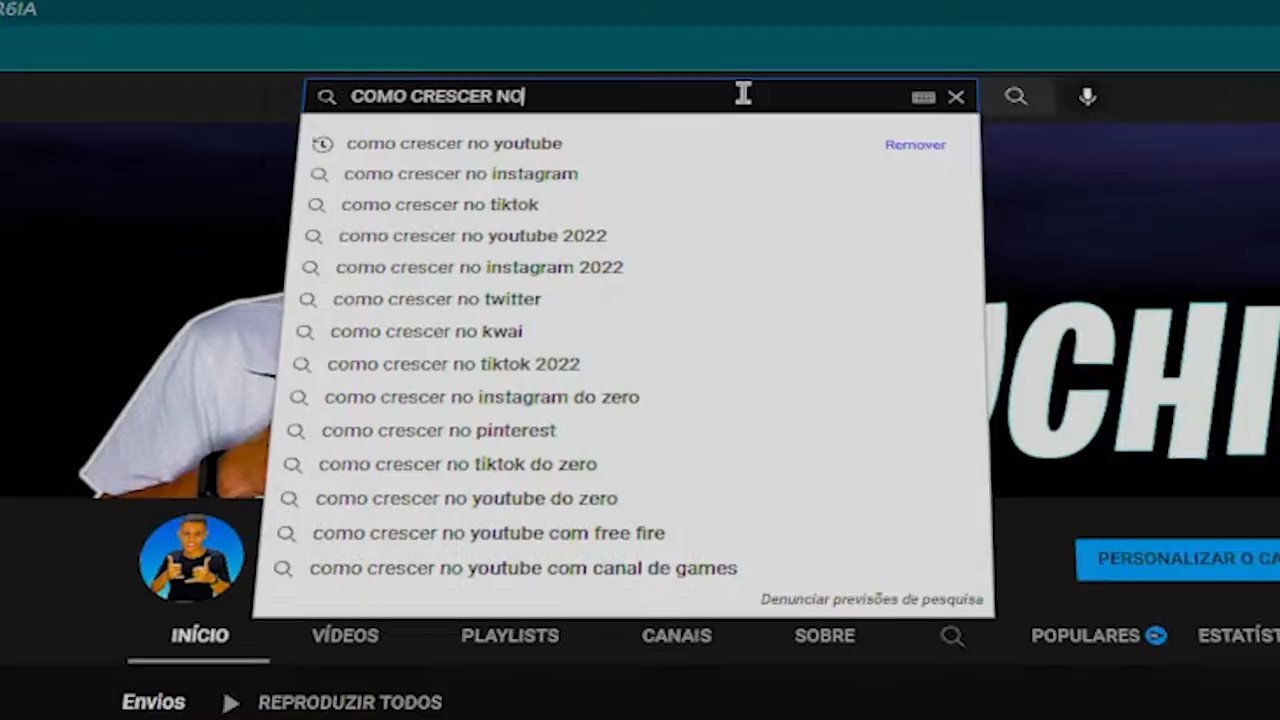 R6IA
COMO CRESCER NO
como crescer no youtube
Remover
como crescer no instagram
como crescer no tiktok
como crescer no youtube 2022
como crescer no instagram 2022
como crescer no twitter
como crescer no kwai
como crescer no tiktok 2022
como crescer no instagram do zero
como crescer no pinterest
como crescer no tiktok do zero
como crescer no youtube do zero
como crescer no youtube com free fire
como crescer no youtube com canal de games
Denunciar previsões de pesquisa
UCHI
PERSONALIZAR O CA
INÍCIO VÍDEOS PLAYLISTS CANAIS SOBRE POPULARES ESTATÍST
Envios REPRODUZIR TODOS